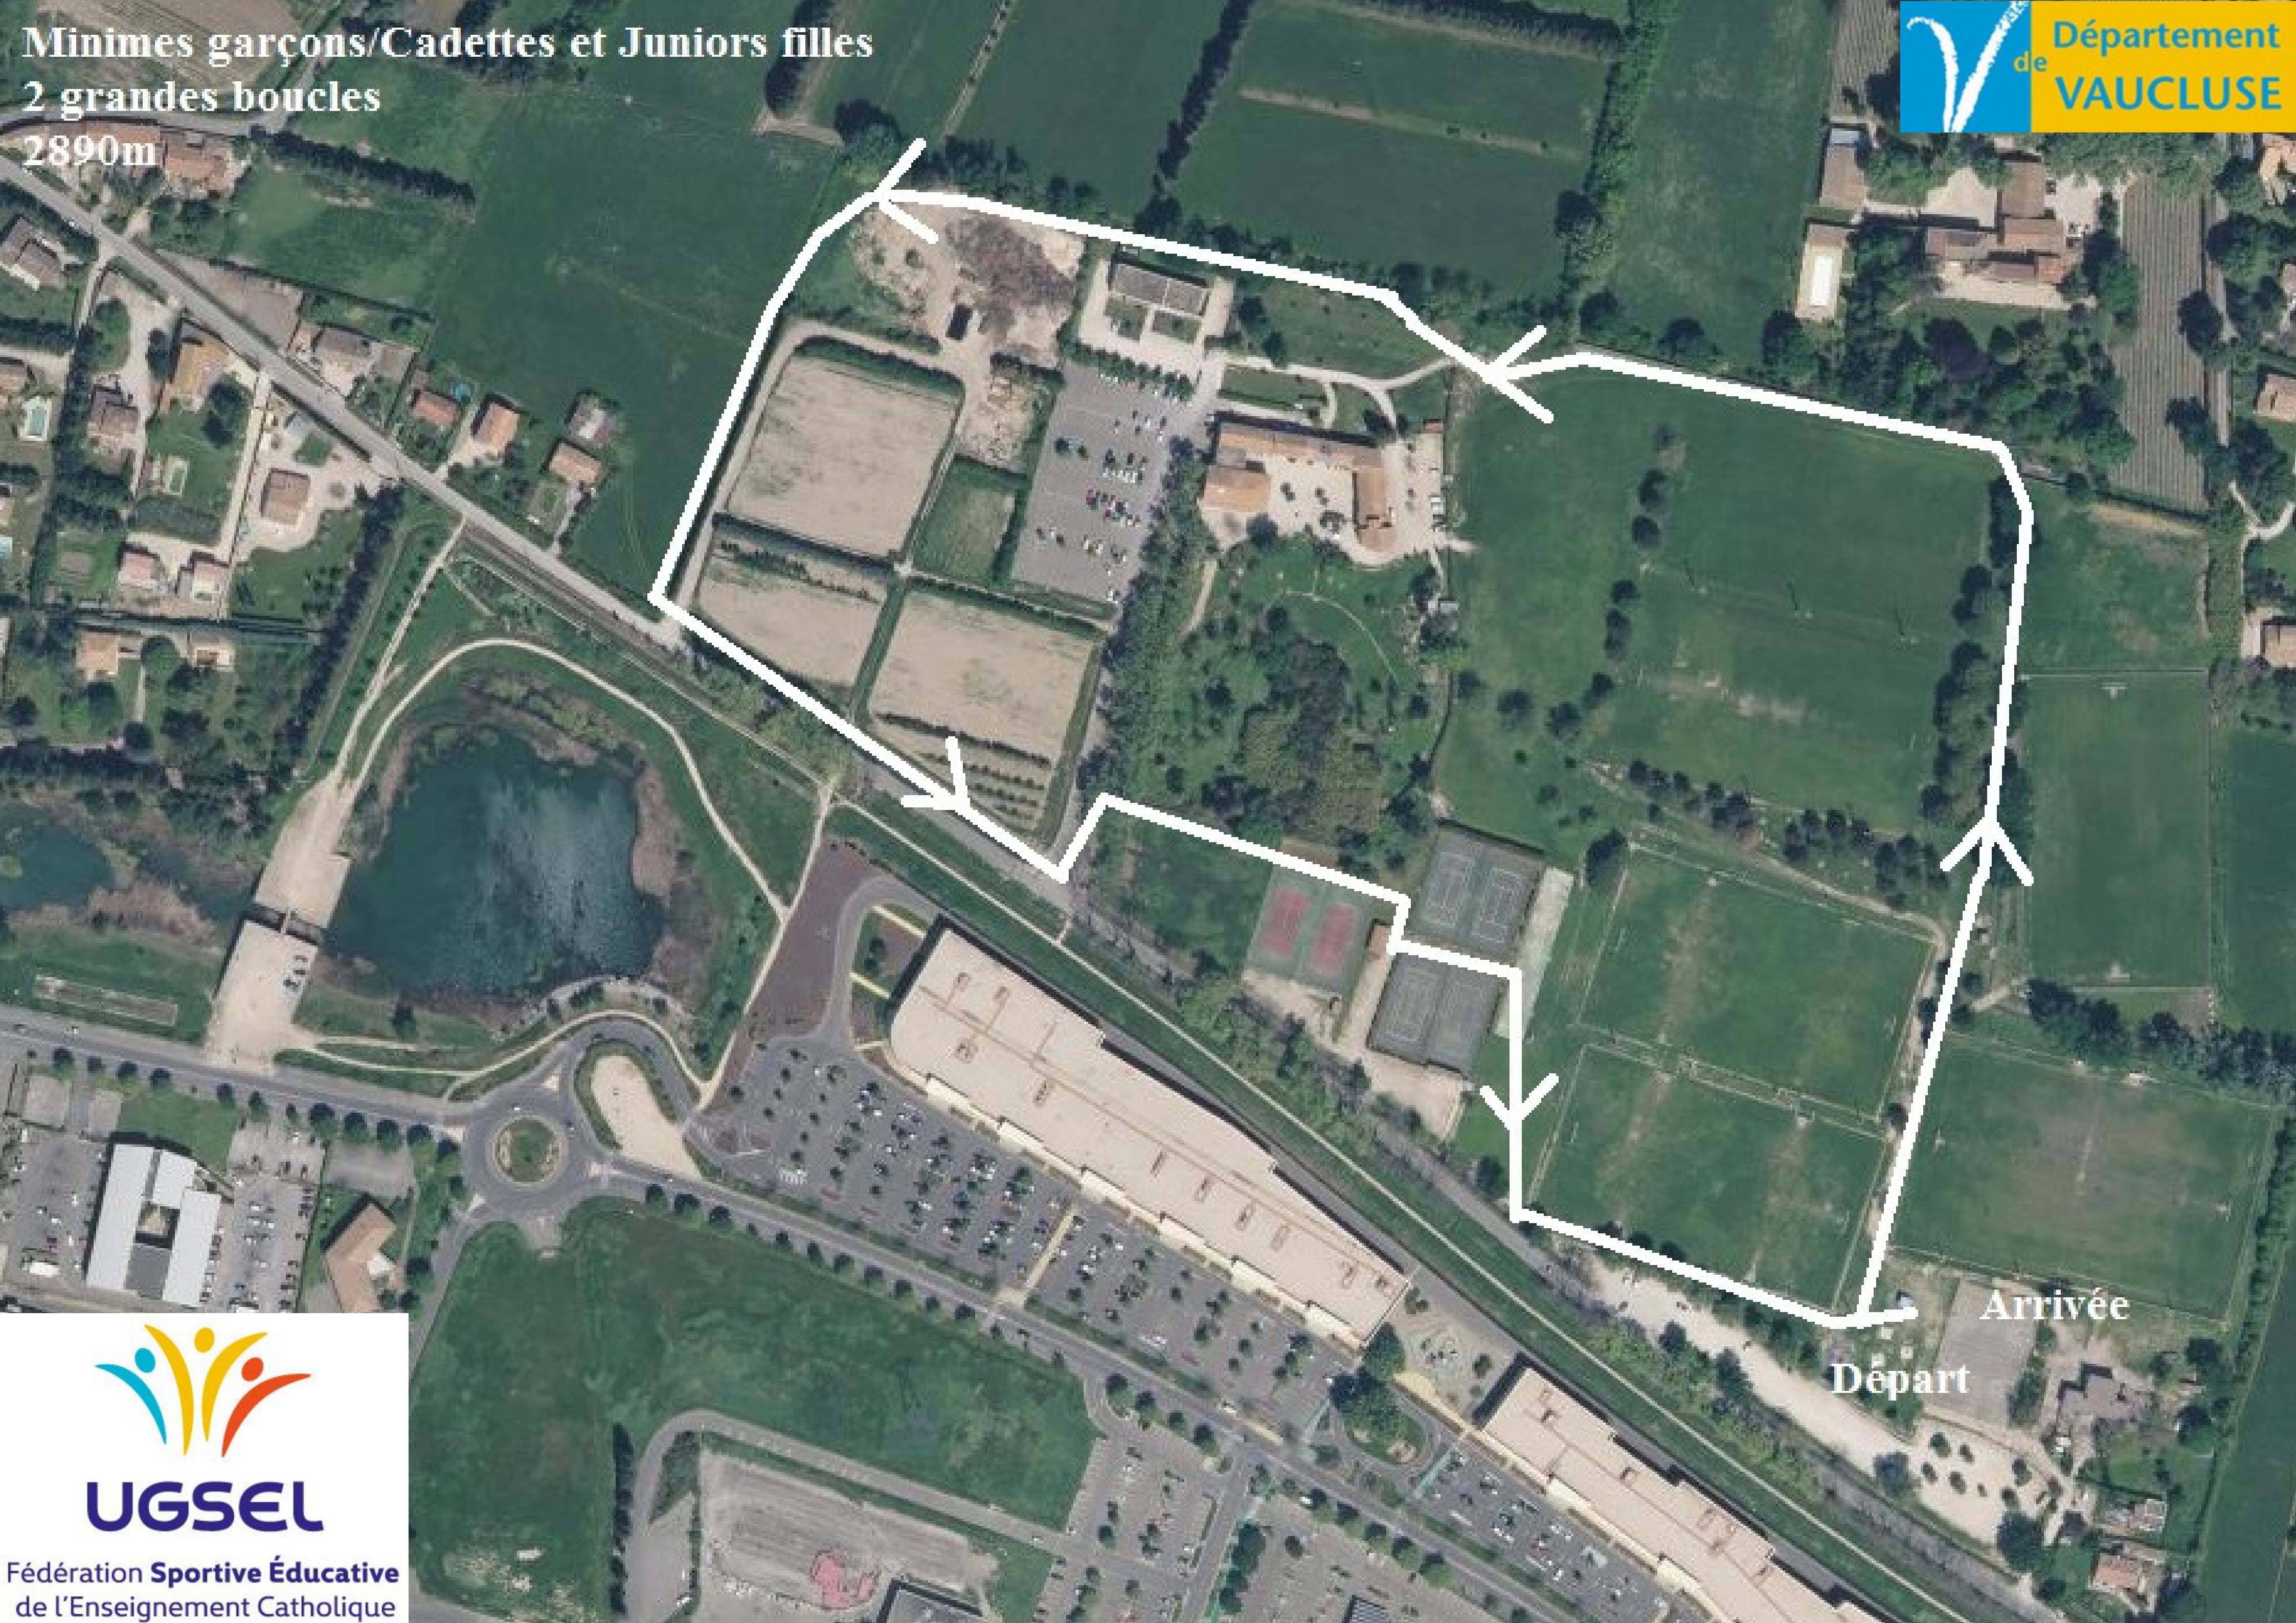 Minimes garçons/Cadettes et Juniors filles
2 grandes boucles
2890m
Département
de
VAUCLUSE
Arrivée
Départ
UGSEL
Fédération Sportive Éducative
de l'Enseignement Catholique